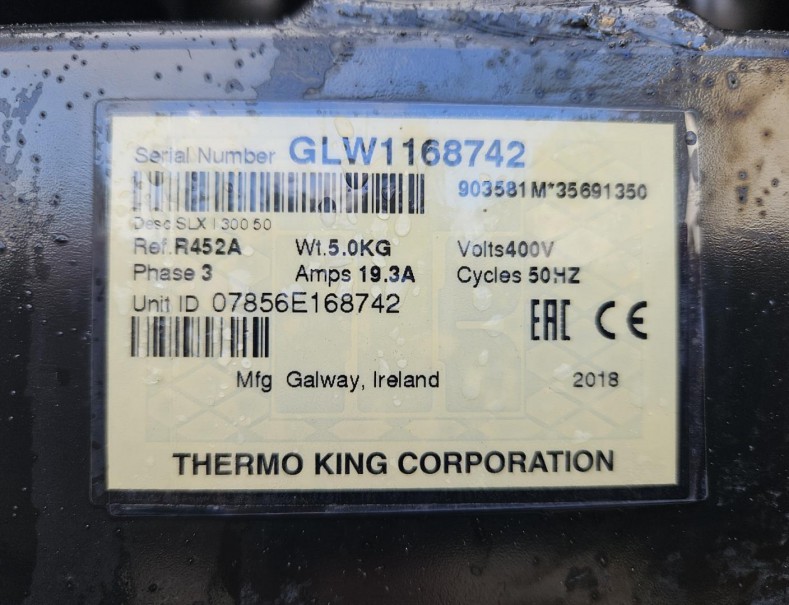 Serial Number GLW1168742
903581M*35691350
Desc SLX I 300 50
Ref.R452A Wt.5.0KG Volts400V
Phase 3 Amps 19.3A Cycles 50HZ
Unit ID 07856E168742
EAC CE
Mfg Galway, Ireland 2018
THERMO KING CORPORATION